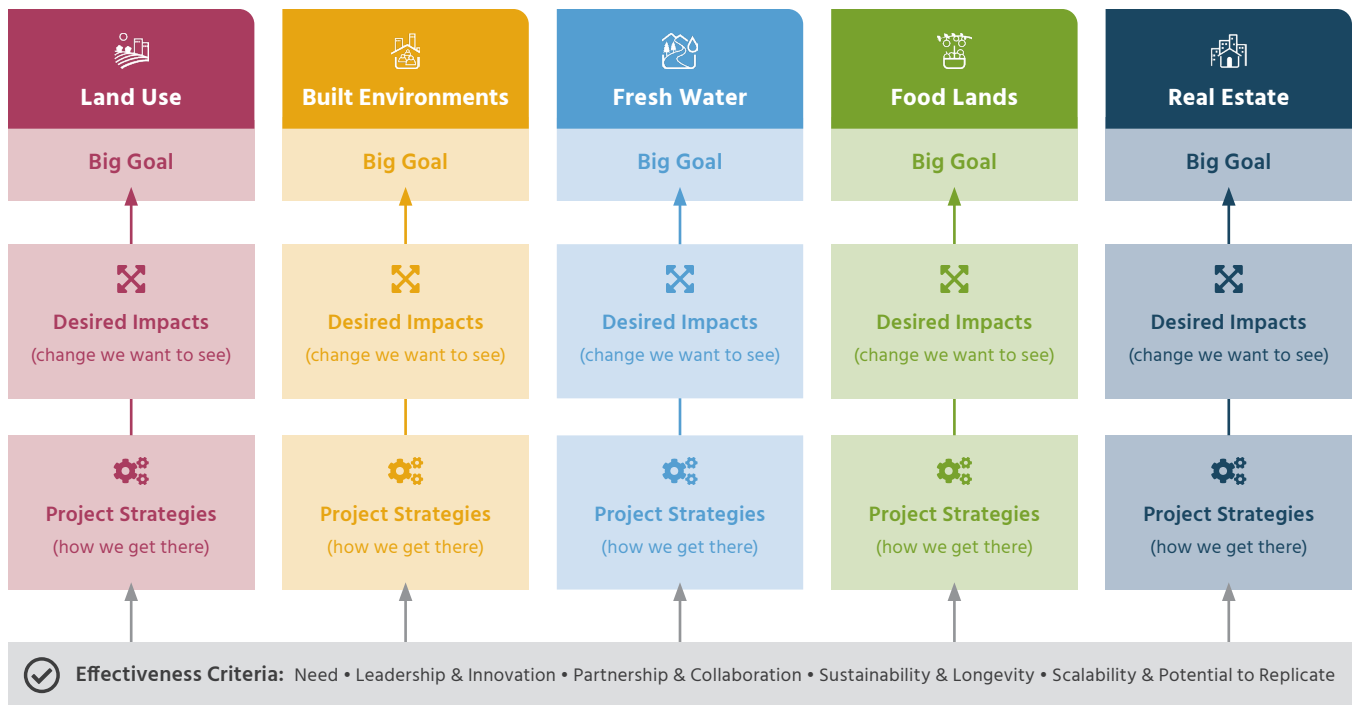 Land Use
Big Goal
Desired Impacts
(change we want to see)
Project Strategies
(how we get there)
Built Environments
Big Goal
Desired Impacts
(change we want to see)
Project Strategies
(how we get there)
Fresh Water
Big Goal
Desired Impacts
(change we want to see)
Project Strategies
(how we get there)
Food Lands
Big Goal
Desired Impacts
(change we want to see)
Project Strategies
(how we get there)
Real Estate
Big Goal
Desired Impacts
(change we want to see)
Project Strategies
(how we get there)
Effectiveness Criteria: Need • Leadership & Innovation • Partnership & Collaboration • Sustainability & Longevity • Scalability & Potential to Replicate